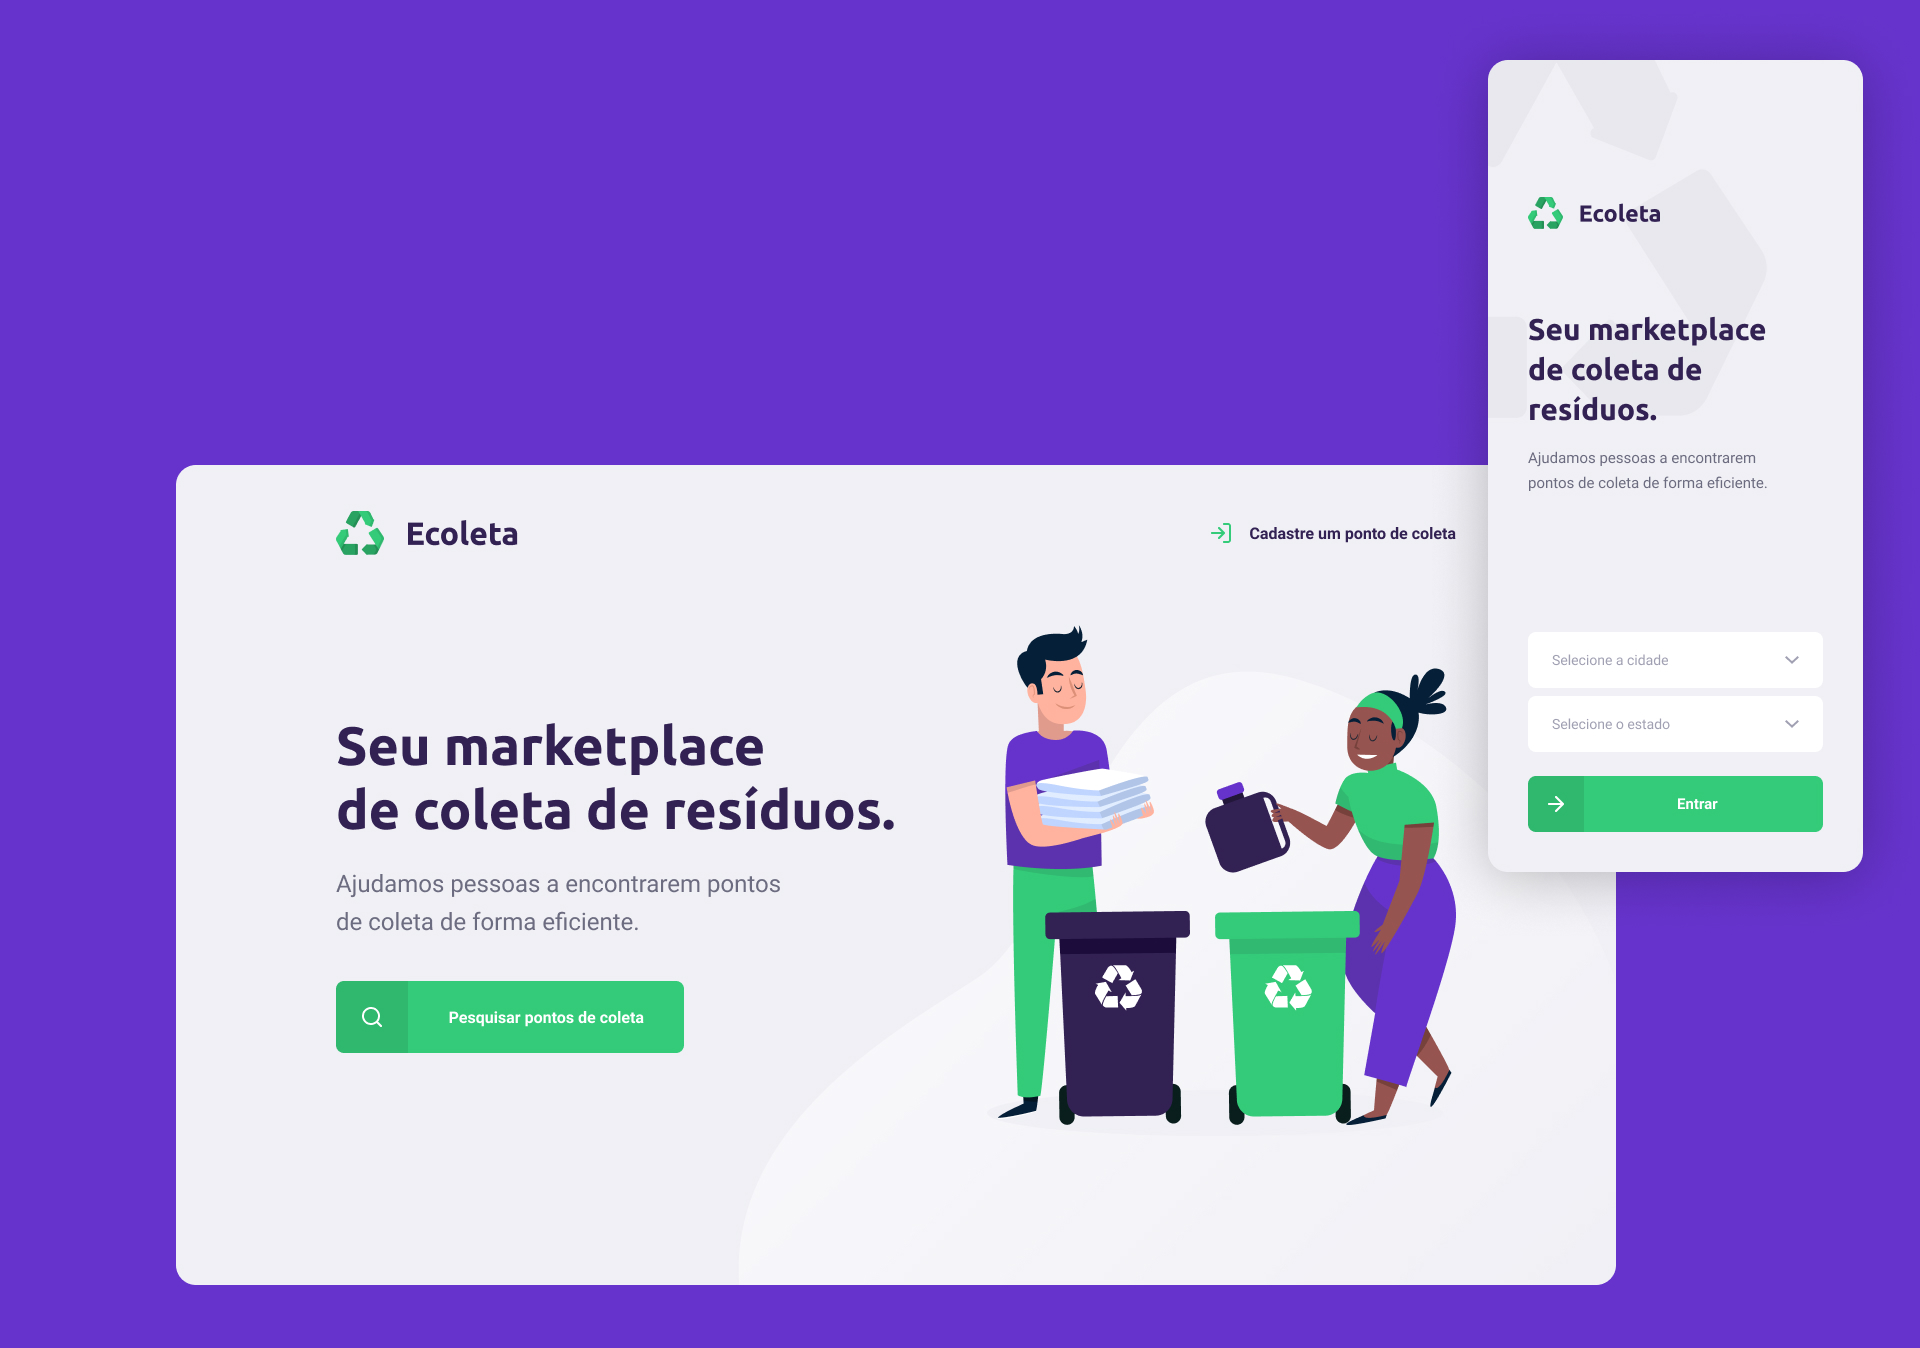 Ecoleta
Cadastre um ponto de coleta
Seu marketplace
de coleta de resíduos.
Ajudamos pessoas a encontrarem pontos
de coleta de forma eficiente.
Pesquisar pontos de coleta
Ecoleta
Seu marketplace
de coleta de
resíduos.
Ajudamos pessoas a encontrarem
pontos de coleta de forma eficiente.
Selecione a cidade
Selecione o estado
Entrar